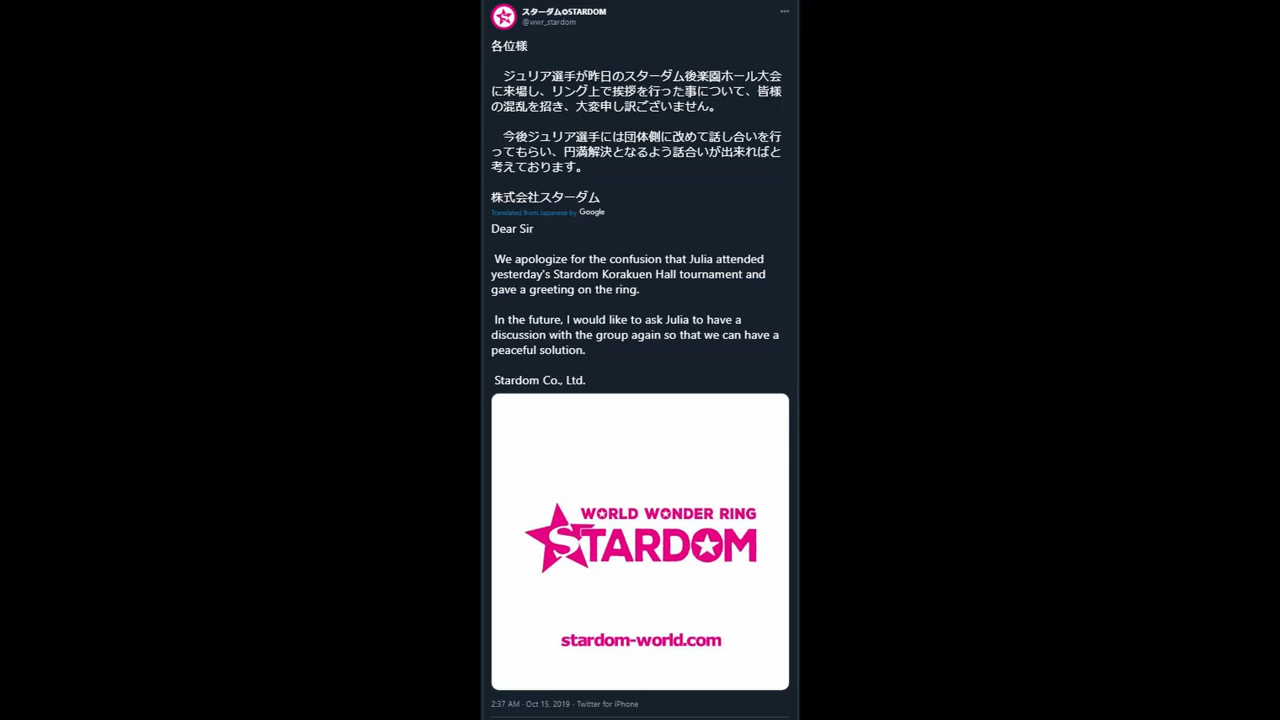 スターダム✪STARDOM
@wwr_stardom
各位様
ジュリア選手が昨日のスターダム後楽園ホール大会
に来場し、リング上で挨拶を行った事について、皆様
の混乱を招き、大変申し訳ございません。
今後ジュリア選手には団体側に改めて話し合いを行
ってもらい、円満解決となるよう話合いが出来ればと
考えております。
株式会社スターダム
Translated from Japanese by Google
Dear Sir
We apologize for the confusion that Julia attended
yesterday's Stardom Korakuen Hall tournament and
gave a greeting on the ring.
In the future, I would like to ask Julia to have a
discussion with the group again so that we can have a
peaceful solution.
Stardom Co., Ltd.
WORLD WONDER RING
STARDOM
stardom-world.com
2:37 AM · Oct 15, 2019 · Twitter for iPhone